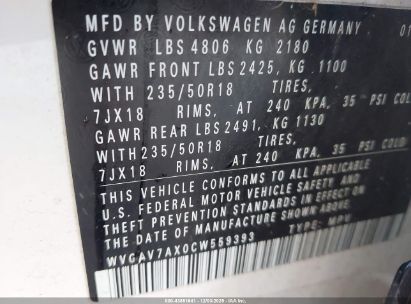 MFD BY VOLKSWAGEN AG GERMANY 01
GVWR LBS 4806 KG 2180
GAWR FRONT LBS 2425, KG 1100
WITH 235/50R18 TIRES,
7JX18 RIMS, AT 240 KPA, 35 PSI COLD
GAWR REAR LBS 2491, KG 1130
WITH 235/50R18 TIRES,
7JX18 RIMS, AT 240 KPA, 35 PSI COLD
THIS VEHICLE CONFORMS TO ALL APPLICABLE
U.S. FEDERAL MOTOR VEHICLE SAFETY AND
THEFT PREVENTION STANDARDS IN EFFECT ON
THE DATE OF MANUFACTURE SHOWN ABOVE.
WVGAV7AX0CW559393 TYPE: MPV